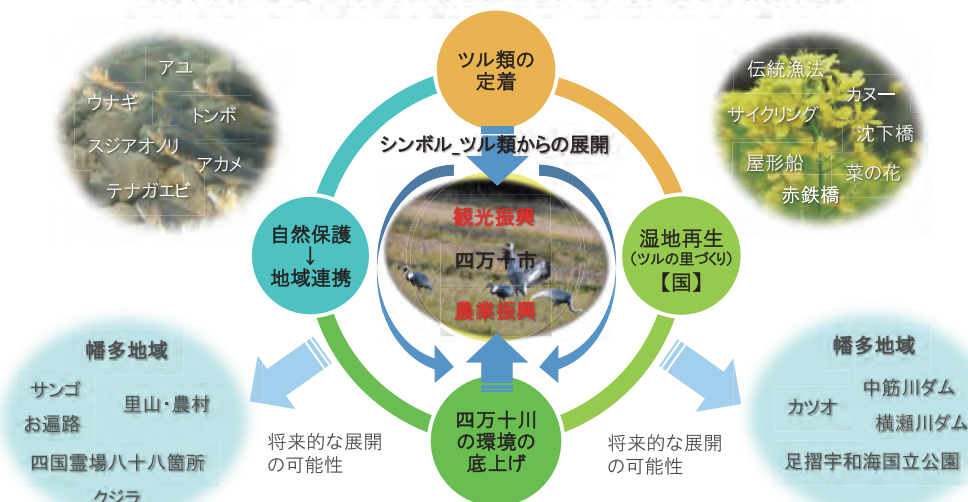 ツル類の
定着
シンボル_ツル類からの展開
アユ
ウナギ
トンボ
スジアオノリ
アカメ
テナガエビ
伝統漁法
カヌー
サイクリング
沈下橋
屋形船
菜の花
赤鉄橋
自然保護
↓
地域連携
観光振興
四万十市
農業振興
湿地再生
(ツルの里づくり)
【国】
四万十川
の環境の
底上げ
幡多地域
サンゴ
里山・農村
お遍路
四国霊場八十八箇所
クジラ
将来的な展開
の可能性
将来的な展開
の可能性
幡多地域
中筋川ダム
カツオ
横瀬川ダム
足摺宇和海国立公園